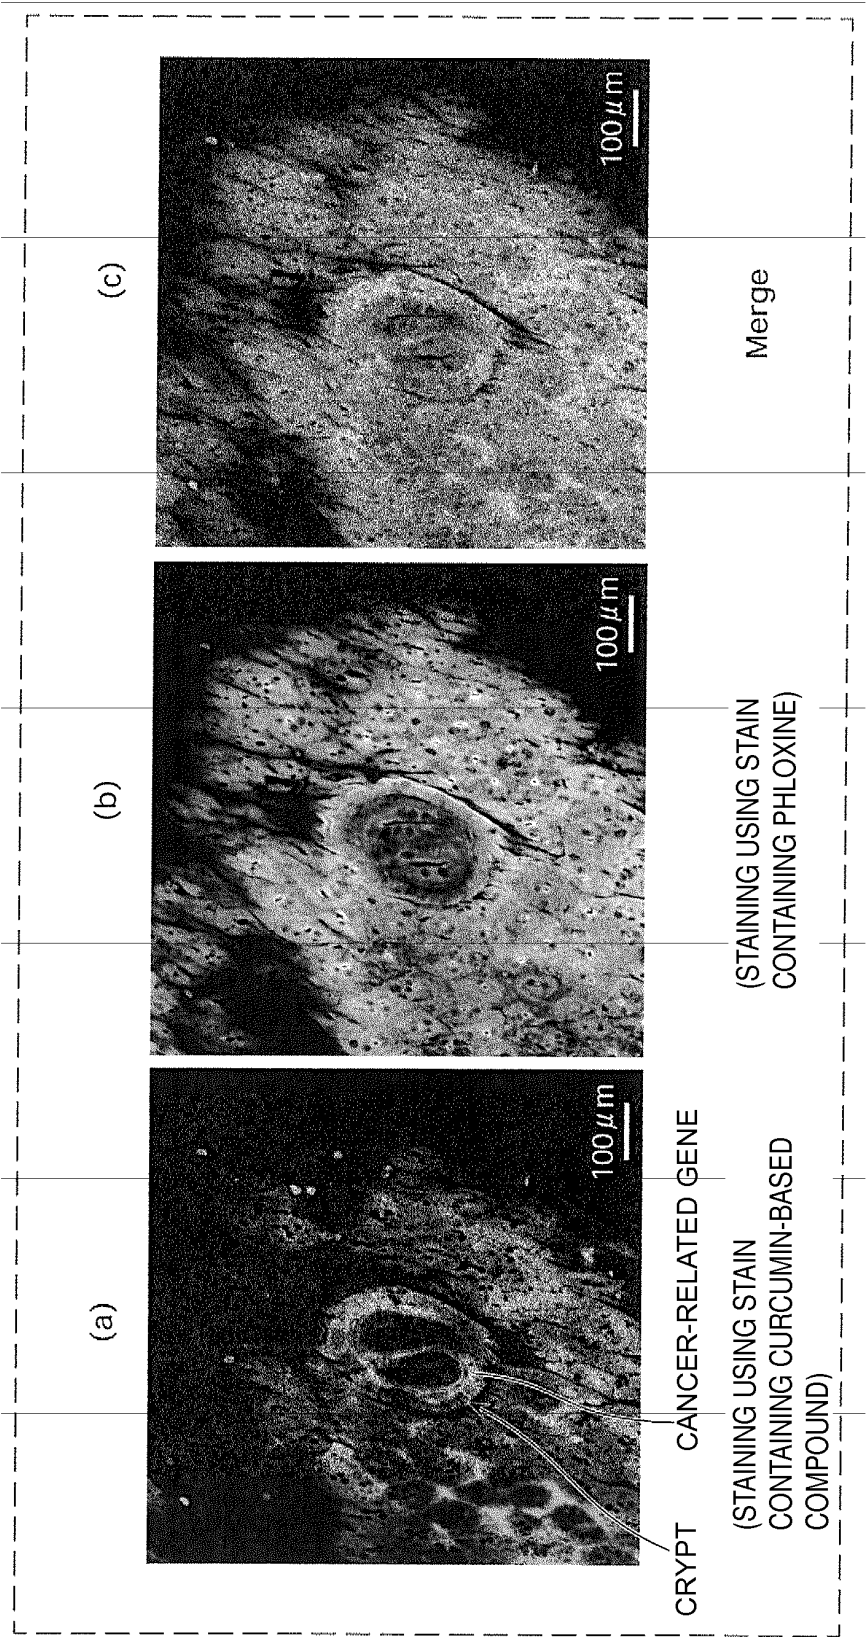 (a)
(b)
(c)
100μm
100μm
100μm
CRYPT
CANCER-RELATED GENE
(STAINING USING STAIN
CONTAINING CURCUMIN-BASED
COMPOUND)
(STAINING USING STAIN
CONTAINING PHLOXINE)
Merge